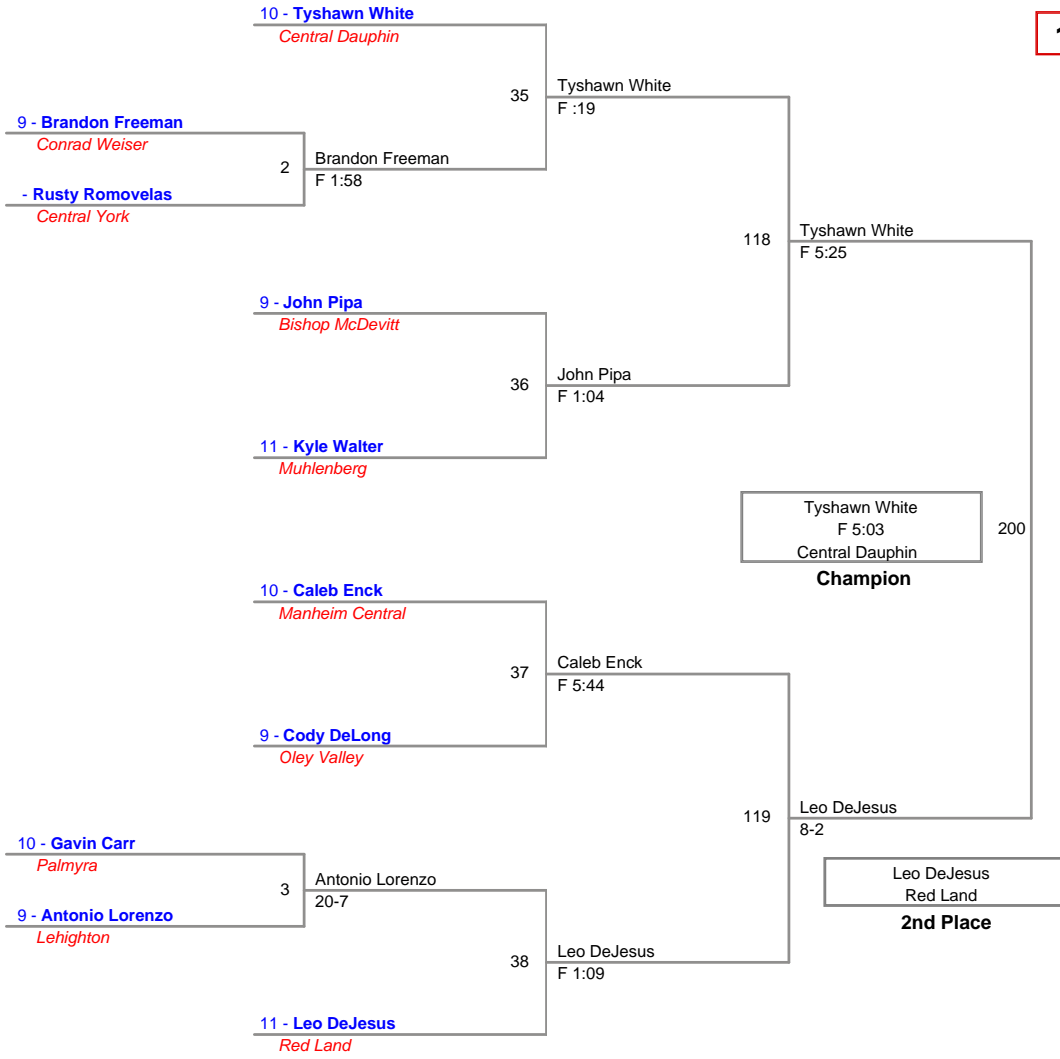 10 - Tyshawn White
Central Dauphin
35
Tyshawn White
F :19
9 - Brandon Freeman
Conrad Weiser
2
Brandon Freeman
F 1:58
- Rusty Romovelas
Central York
118
Tyshawn White
F 5:25
9 - John Pipa
Bishop McDevitt
36
John Pipa
F 1:04
11 - Kyle Walter
Muhlenberg
Tyshawn White
F 5:03
Central Dauphin
Champion
200
10 - Caleb Enck
Manheim Central
37
Caleb Enck
F 5:44
9 - Cody DeLong
Oley Valley
119
Leo DeJesus
8-2
10 - Gavin Carr
Palmyra
3
Antonio Lorenzo
20-7
9 - Antonio Lorenzo
Lehighton
Leo DeJesus
Red Land
2nd Place
38
Leo DeJesus
F 1:09
11 - Leo DeJesus
Red Land